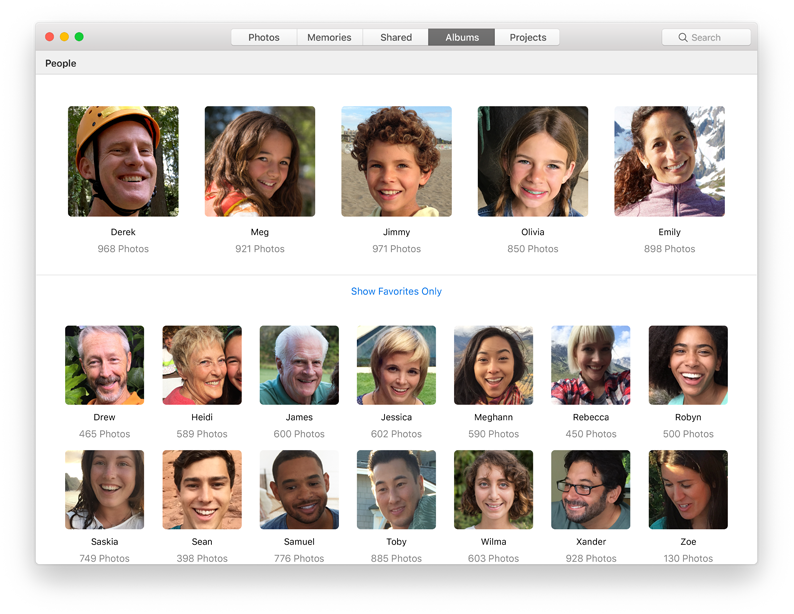 Photos Memories Shared Albums Projects Search
People
Derek Meg Jimmy Olivia Emily
968 Photos 921 Photos 971 Photos 850 Photos 898 Photos
Show Favorites Only
Drew Heidi James Jessica Meghann Rebecca Robyn
465 Photos 589 Photos 600 Photos 602 Photos 590 Photos 450 Photos 500 Photos
Saskia Sean Samuel Toby Wilma Xander Zoe
749 Photos 398 Photos 776 Photos 885 Photos 603 Photos 928 Photos 130 Photos